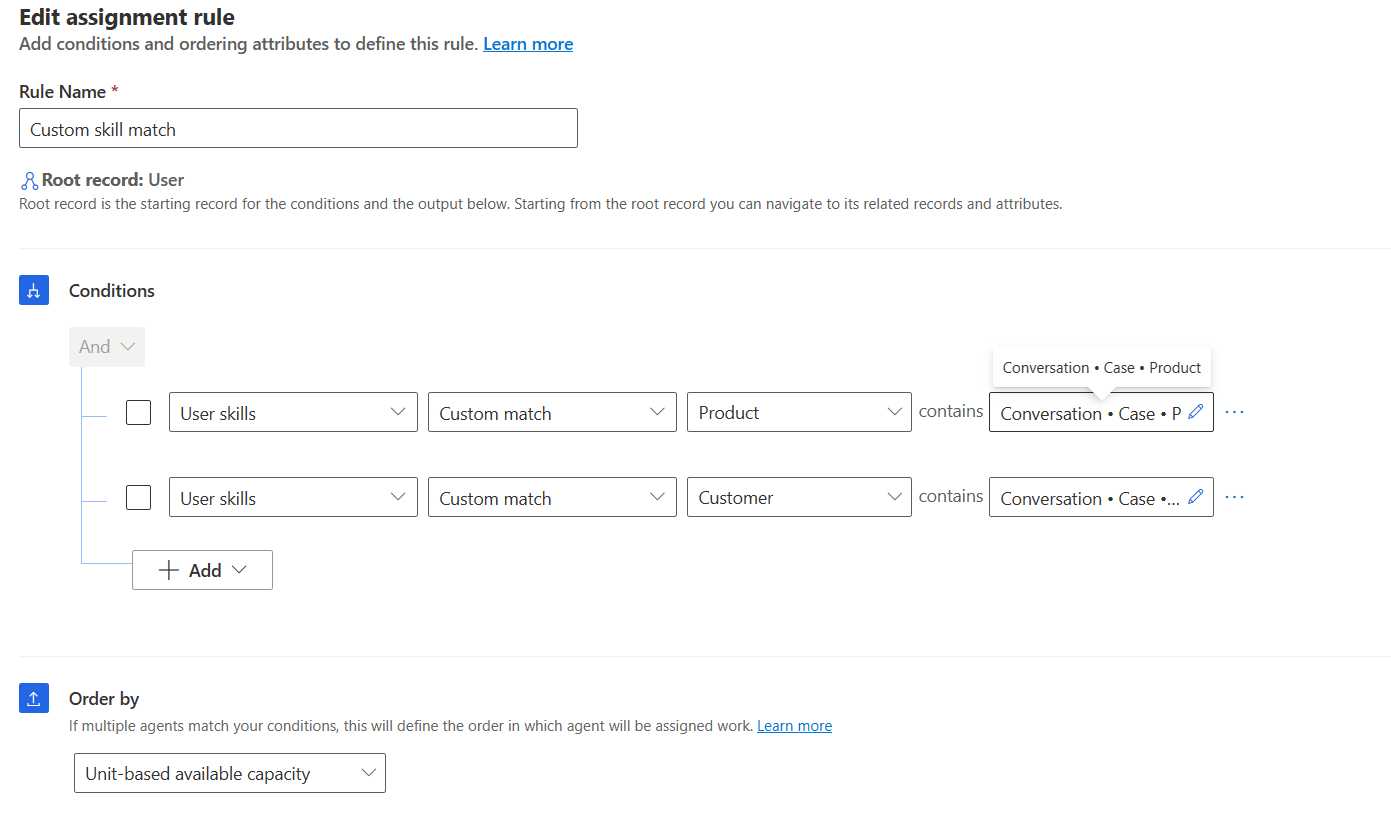 Edit assignment rule
Add conditions and ordering attributes to define this rule. Learn more
Rule Name *
Custom skill match
Root record: User
Root record is the starting record for the conditions and the output below. Starting from the root record you can navigate to its related records and attributes.
Conditions
And
Conversation • Case • Product
User skills Custom match Product contains Conversation • Case • P ...
User skills Custom match Customer contains Conversation • Case •... ...
Add
Order by
If multiple agents match your conditions, this will define the order in which agent will be assigned work. Learn more
Unit-based available capacity